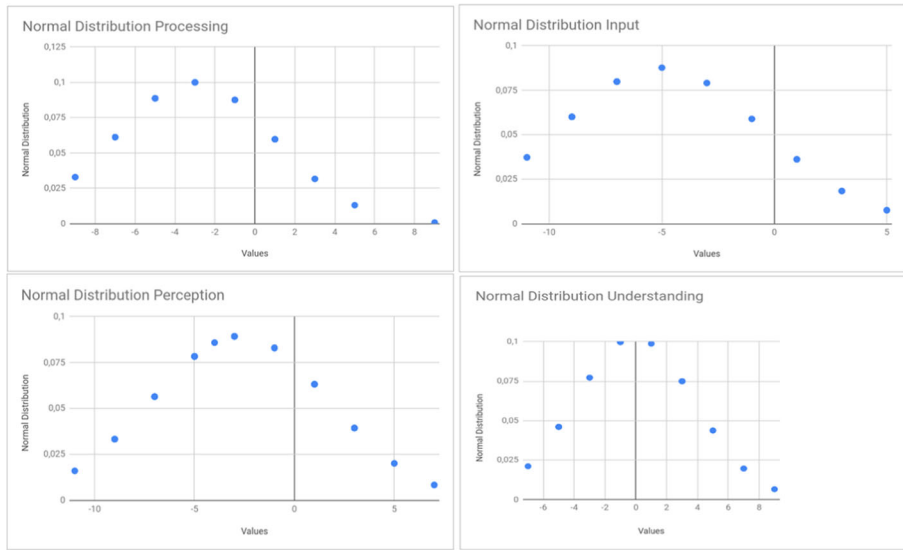 Normal Distribution Processing
Normal Distribution
0,125
0,1
0,075
0,05
0,025
0
-8 -6 -4 -2 0 2 4 6 8
Values
Normal Distribution Input
Normal Distribution
0,1
0,075
0,05
0,025
0
-10 -5 0 5
Values
Normal Distribution Perception
Normal Distribution
0,1
0,075
0,05
0,025
0
-10 -5 0 5
Values
Normal Distribution Understanding
Normal Distribution
0,1
0,075
0,05
0,025
0
-6 -4 -2 0 2 4 6 8
Values